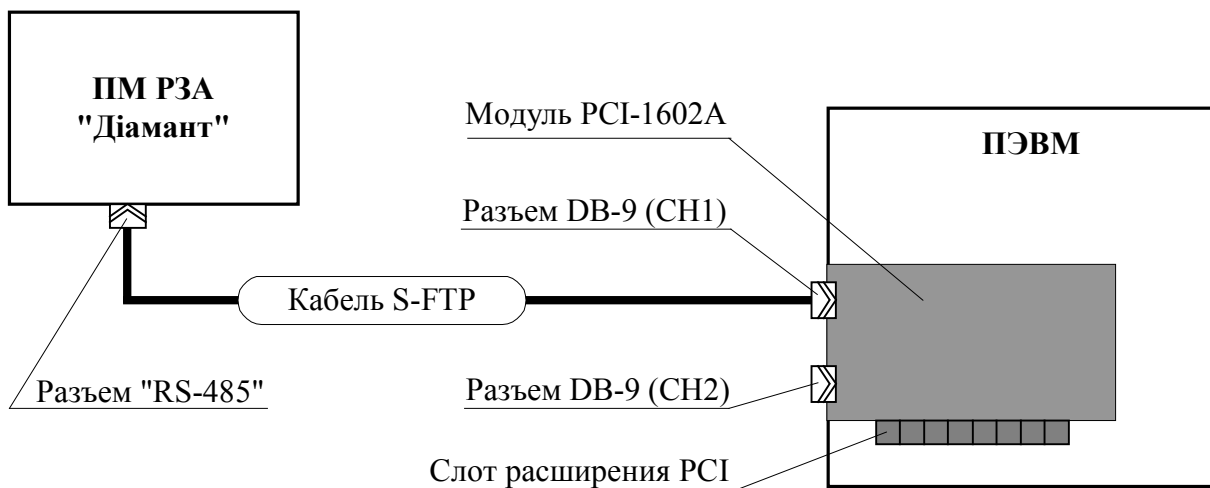 ПМ РЗА
"Діамант"
Модуль PCI-1602A
ПЭВМ
Разъем DB-9 (CH1)
Кабель S-FTP
Разъем "RS-485"
Разъем DB-9 (CH2)
Слот расширения PCI